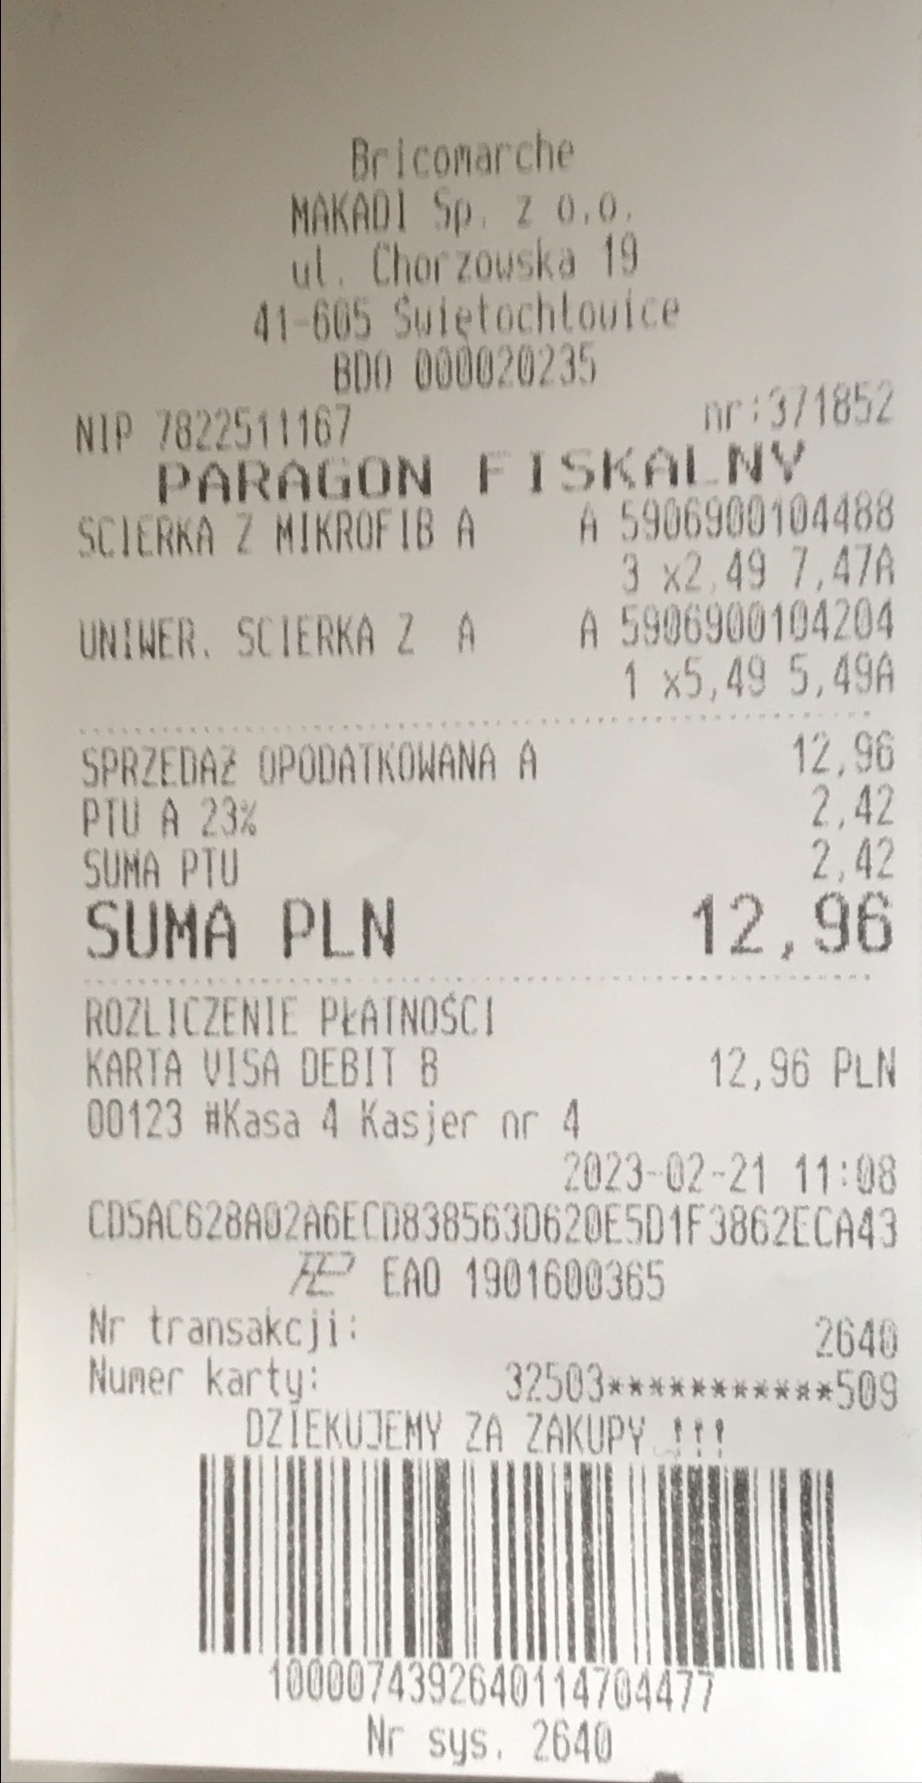 Bricomarche
MAKADI Sp. z o.o.
ul. Chorzowska 19
41-605 Świętochłowice
BDO 000020235
NIP 7822511167 nr:371852
PARAGON FISKALNY
SCIERKA Z MIKROFIB A A 5906900104488
3 x2,49 7,47A
UNIWER. SCIERKA Z A A 5906900104204
1 x5,49 5,49A
SPRZEDAŻ OPODATKOWANA A 12,96
PTU A 23% 2,42
SUMA PTU 2,42
SUMA PLN 12,96
ROZLICZENIE PŁATNOŚCI
KARTA VISA DEBIT B 12,96 PLN
00123 #Kasa 4 Kasjer nr 4
2023-02-21 11:08
CD5AC628A02A6ECD838563D620E5D1F3862ECA43
EAO 1901600365
Nr transakcji: 2640
Numer karty: 32503***********509
DZIEKUJEMY ZA ZAKUPY !!!
1000074392640114704477
Nr sys. 2640